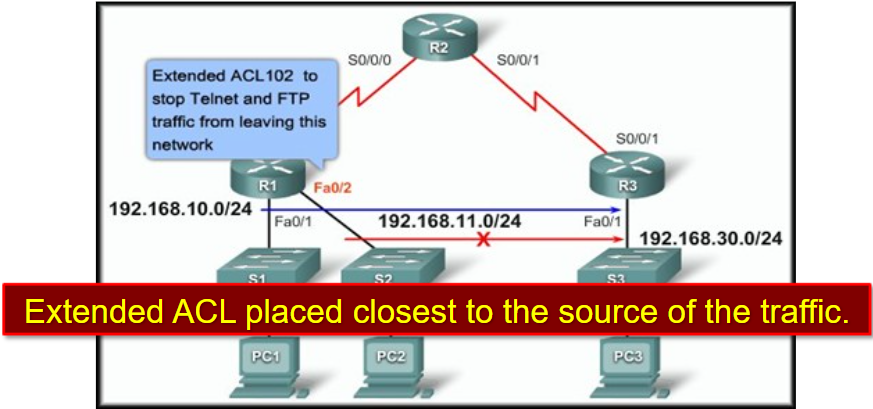 R2
S0/0/0
S0/0/1
Extended ACL102 to
stop Telnet and FTP
traffic from leaving this
network
S0/0/1
R1
Fa0/2
R3
192.168.10.0/24
Fa0/1
192.168.11.0/24
Fa0/1
192.168.30.0/24
S1
S2
S3
Extended ACL placed closest to the source of the traffic.
PC1
PC2
PC3